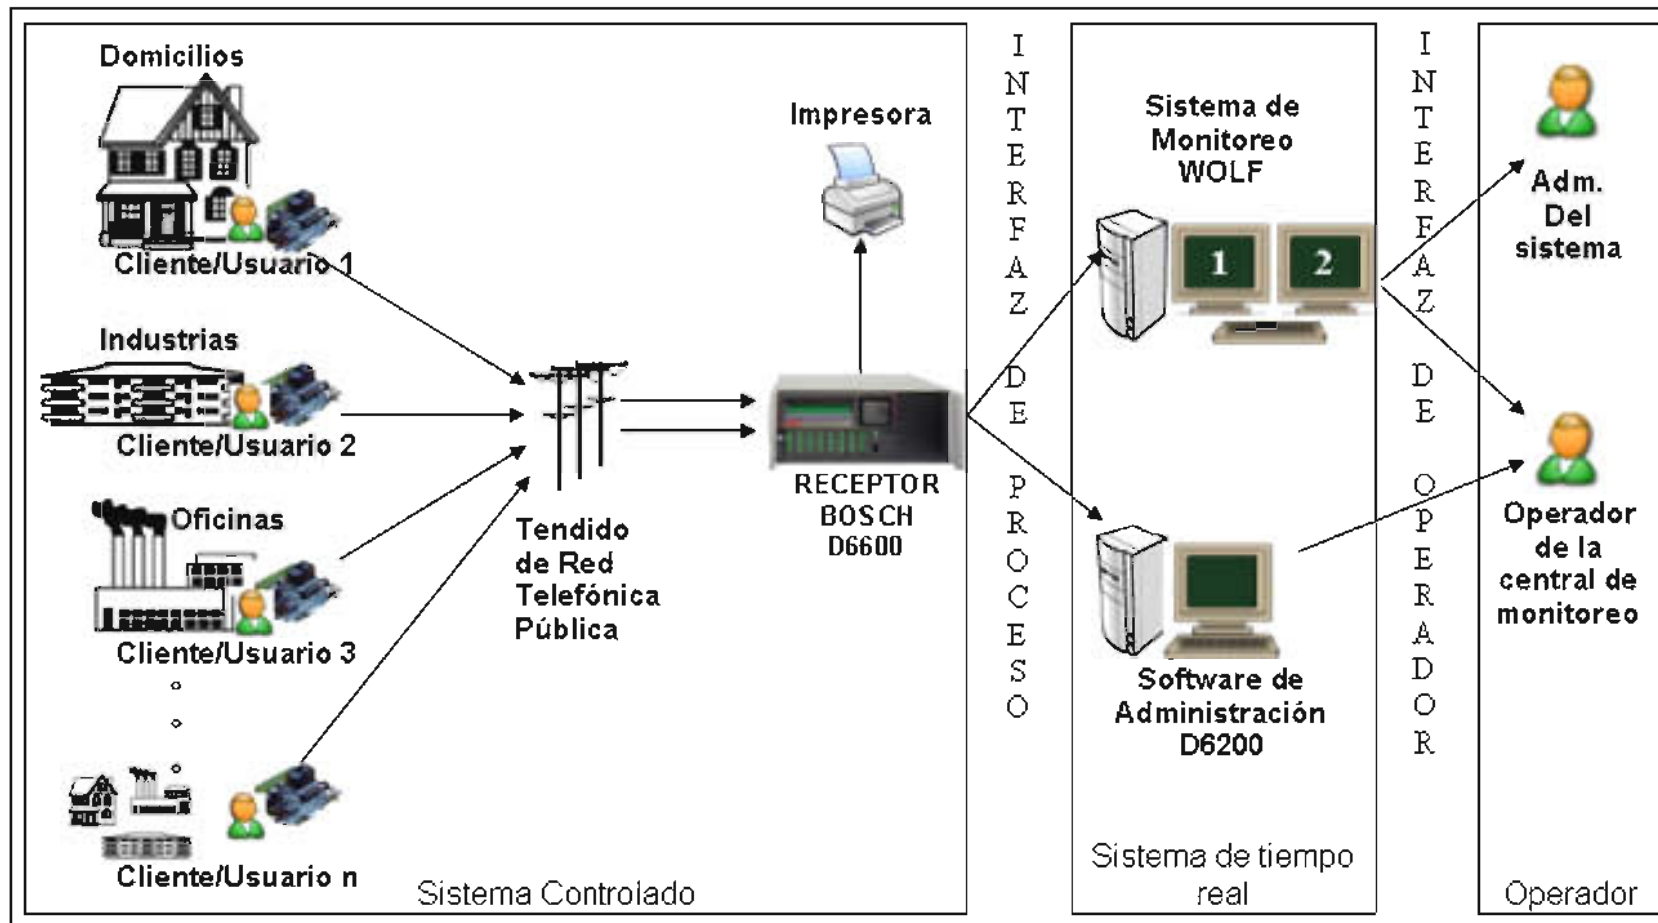 Domicilios
Cliente/Usuario 1
Industrias
Cliente/Usuario 2
Oficinas
Cliente/Usuario 3
Cliente/Usuario n
Tendido
de Red
Telefónica
Pública
Impresora
RECEPTOR
BOSCH
D6600
Sistema Controlado
INTERFAZ DE PROCESO
Sistema de
Monitoreo
WOLF
1
2
Software de
Administración
D6200
Sistema de tiempo
real
INTERFAZ DE OPERADOR
Adm.
Del
sistema
Operador
de la
central de
monitoreo
Operador